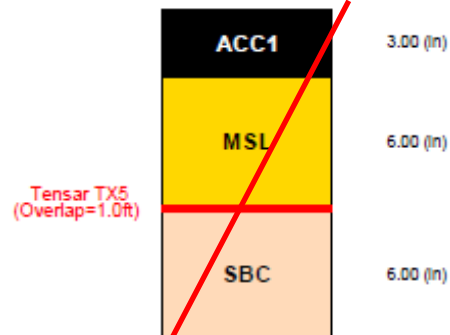 ACC1 3.00 (in)
MSL 6.00 (in)
Tensar TX5
(Overlap=1.0ft)
SBC 6.00 (in)